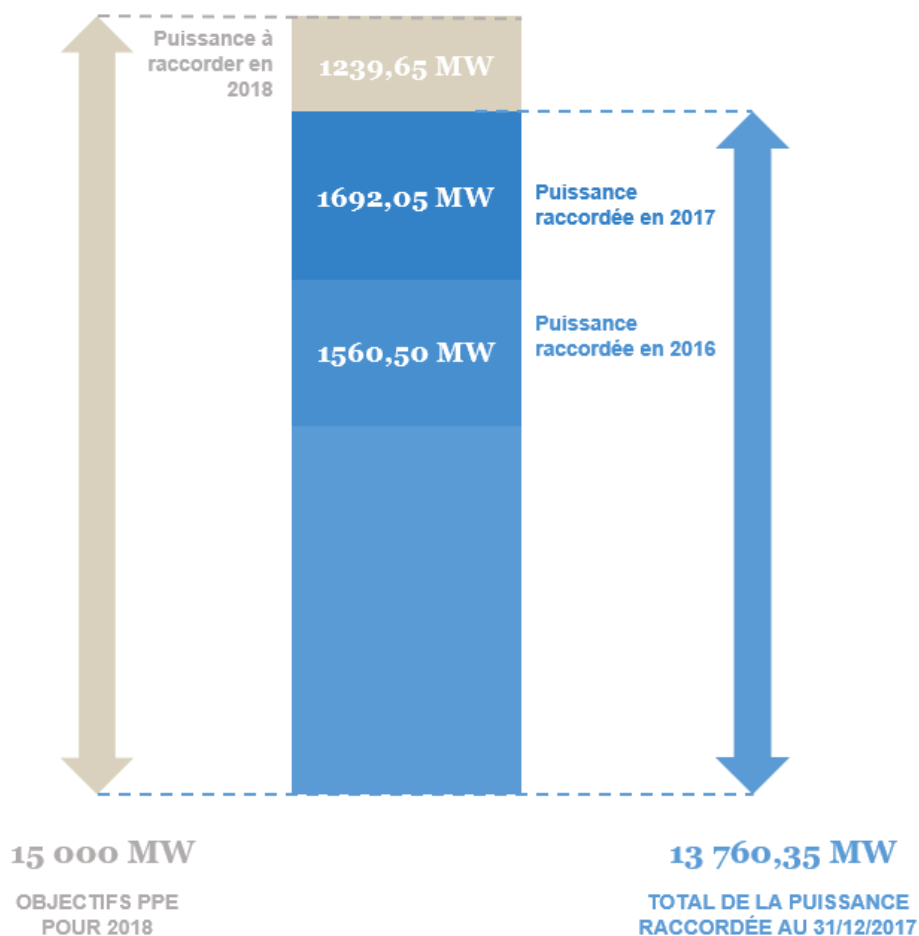 Puissance à
raccorder en
2018
1239,65 MW
1692,05 MW
Puissance
raccordée en 2017
1560,50 MW
Puissance
raccordée en 2016
15 000 MW
OBJECTIFS PPE
POUR 2018
13 760,35 MW
TOTAL DE LA PUISSANCE
RACCORDÉE AU 31/12/2017